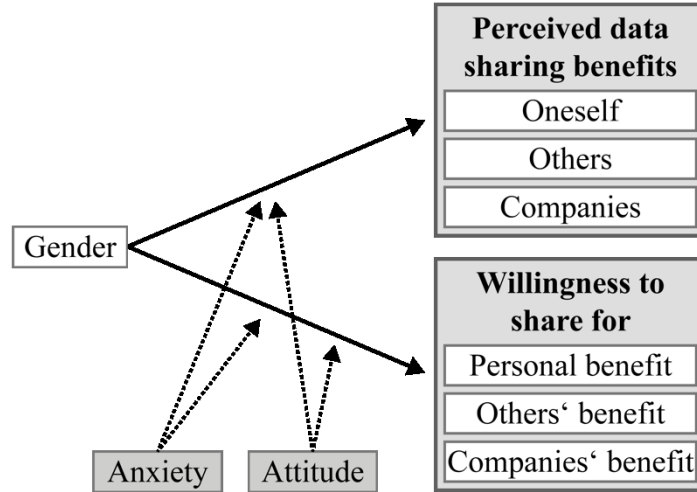 Perceived data
sharing benefits
Oneself
Others
Companies
Gender
Willingness to
share for
Personal benefit
Others‘ benefit
Companies‘ benefit
Anxiety
Attitude